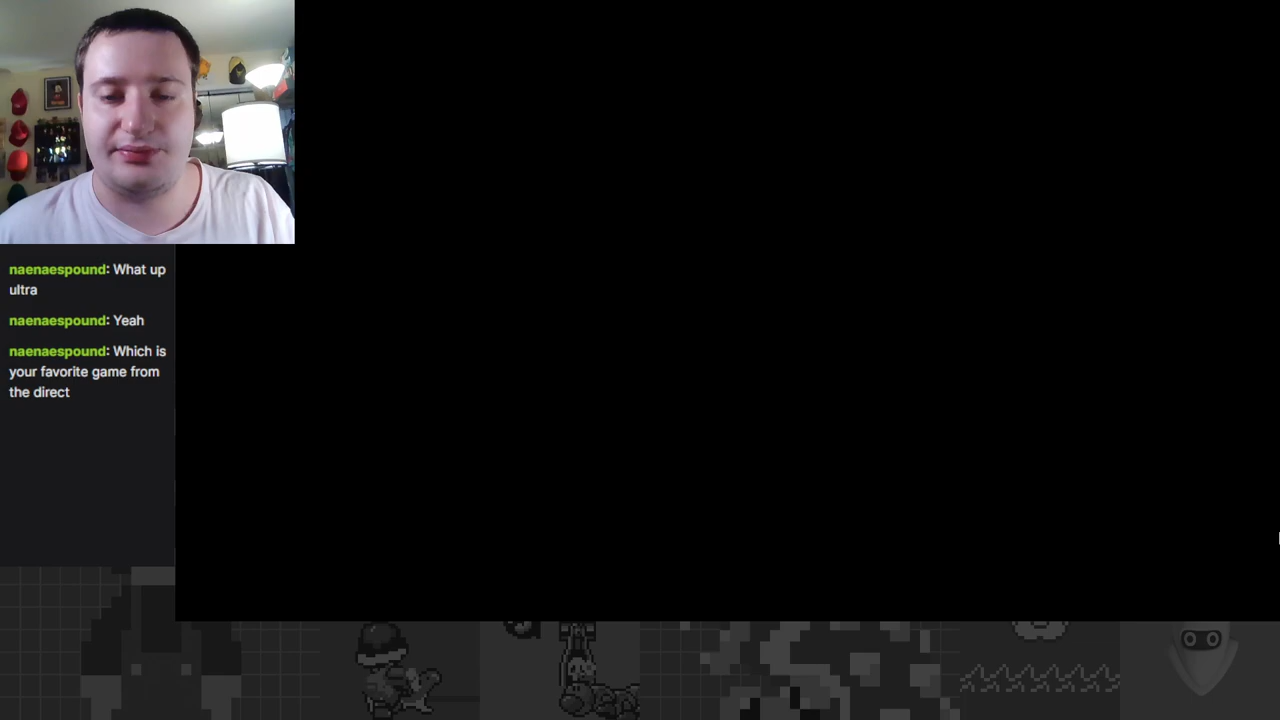 naenaespound: What up
ultra
naenaespound: Yeah
naenaespound: Which is
your favorite game from
the direct